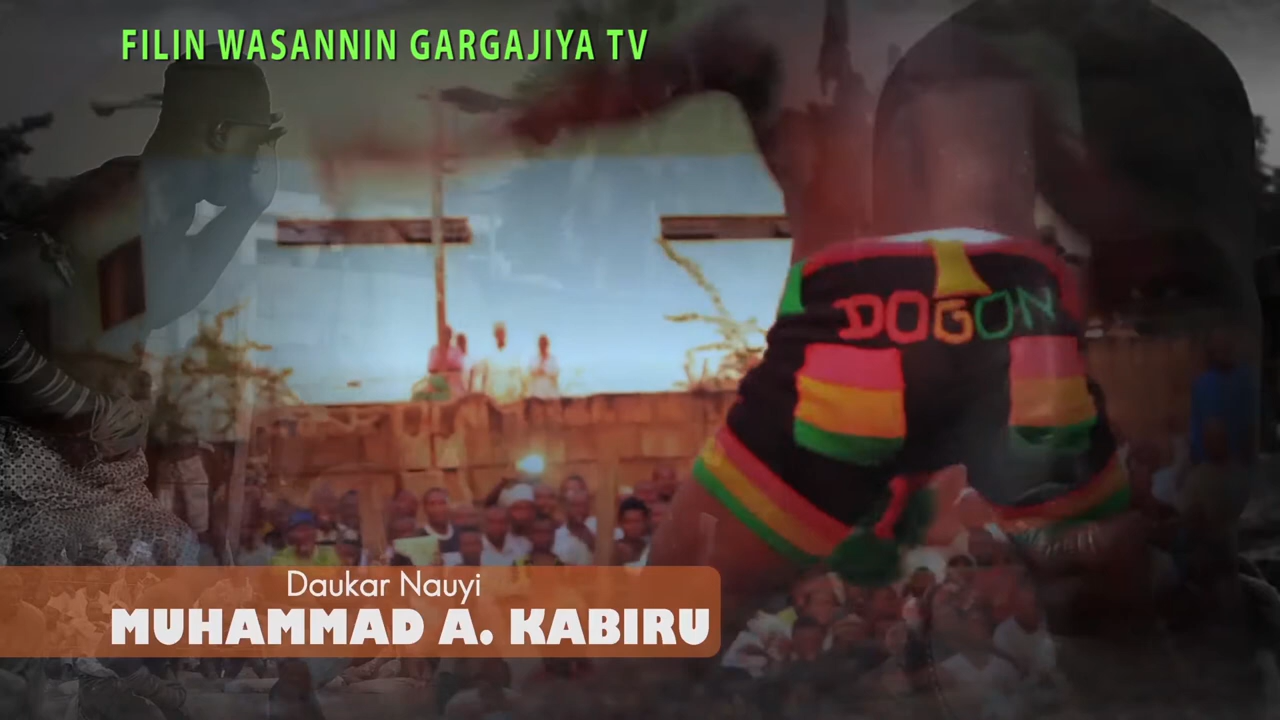 FILIN WASANNIN GARGAJIYA TV
DOGON
Daukar Nauyi
MUHAMMAD A. KABIRU